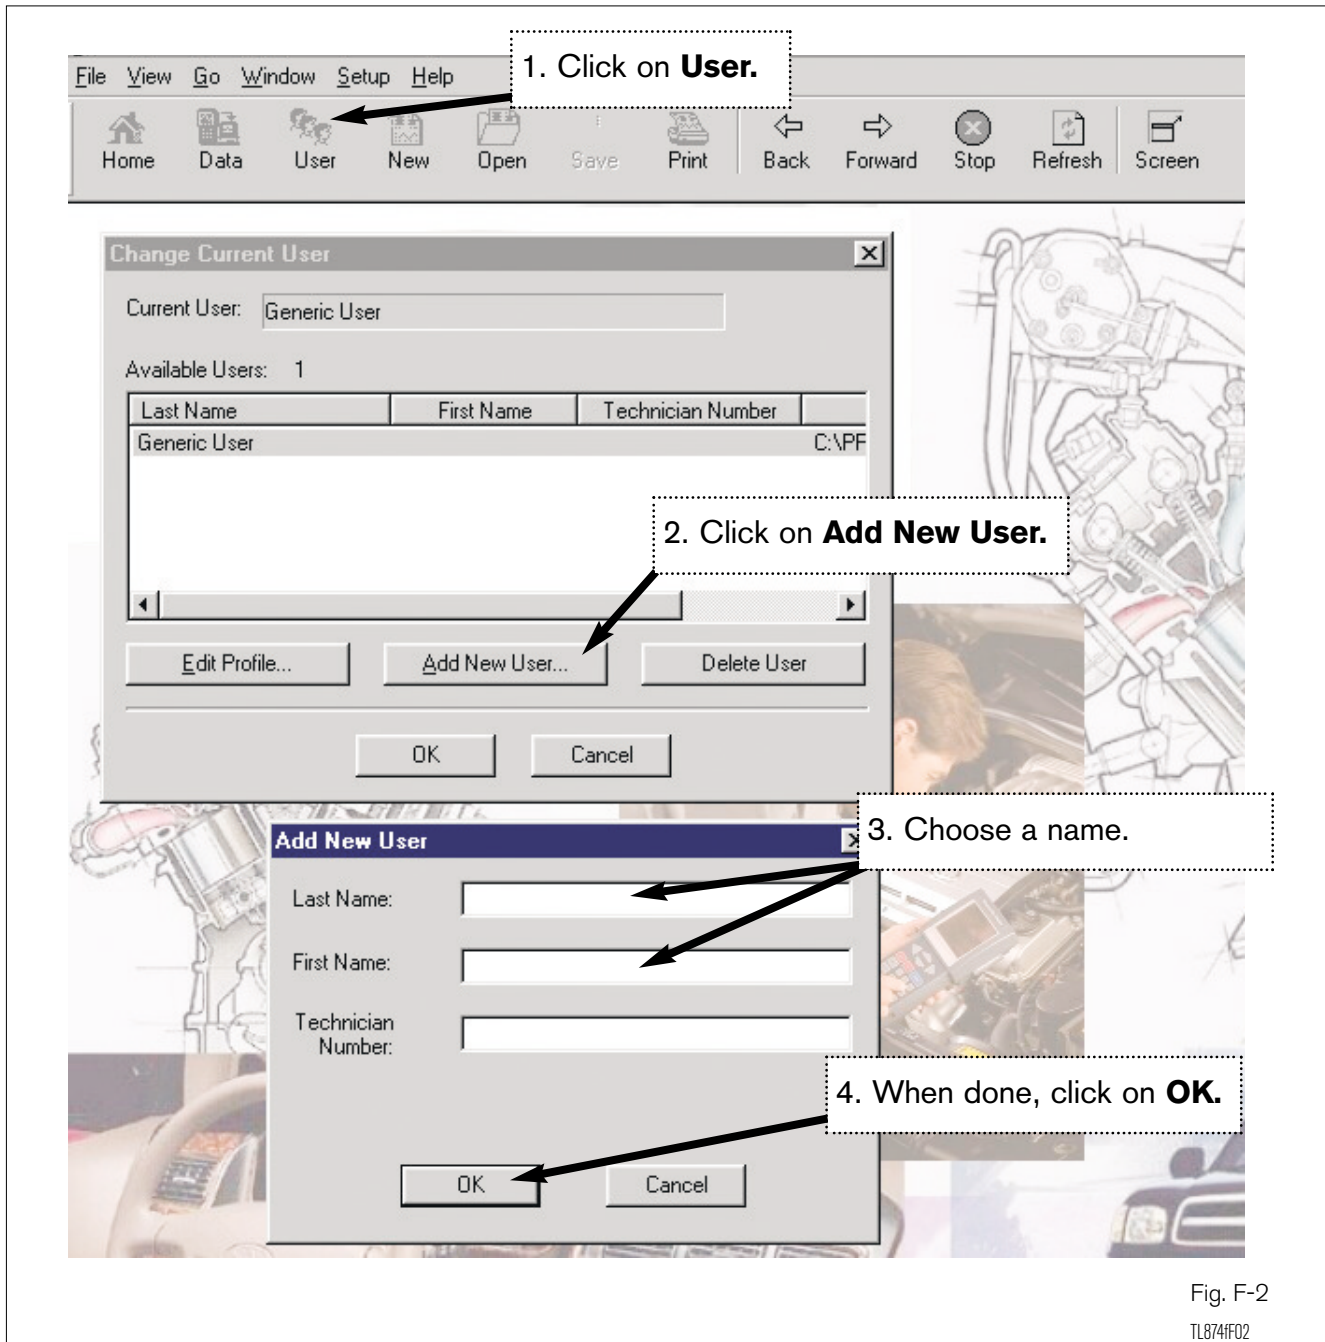 1. Click on User.
File View Go Window Setup Help
Home Data User New Open Save Print Back Forward Stop Refresh Screen
Change Current User
Current User: Generic User
Available Users: 1
Last Name First Name Technician Number
Generic User C:\PF
2. Click on Add New User.
Edit Profile... Add New User... Delete User
OK Cancel
3. Choose a name.
Add New User
Last Name:
First Name:
Technician
Number:
4. When done, click on OK.
OK Cancel
Fig. F-2
TL874fF02